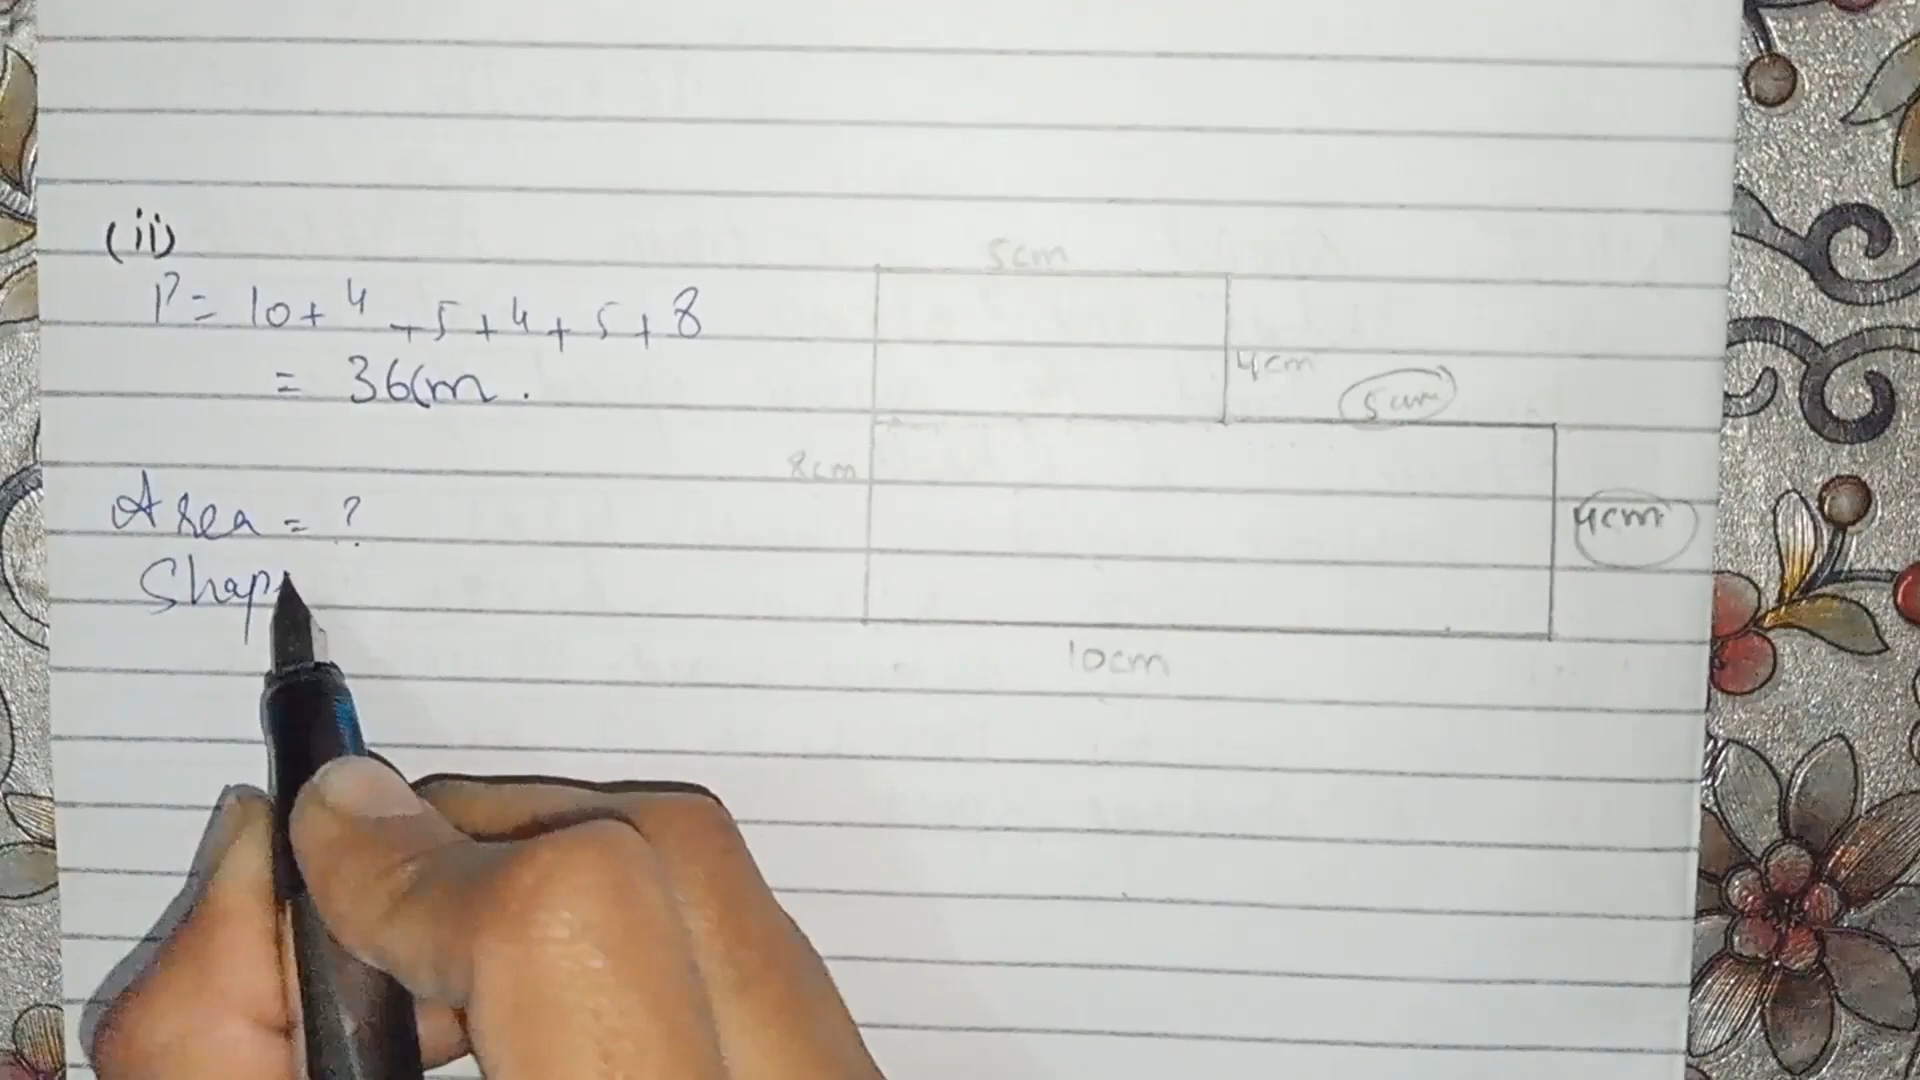 (ii)
P = 10 + 4 + 5 + 4 + 5 + 8
= 36cm.
Area = ?
Shap
5cm
4cm
5cm
8cm
4cm
10cm